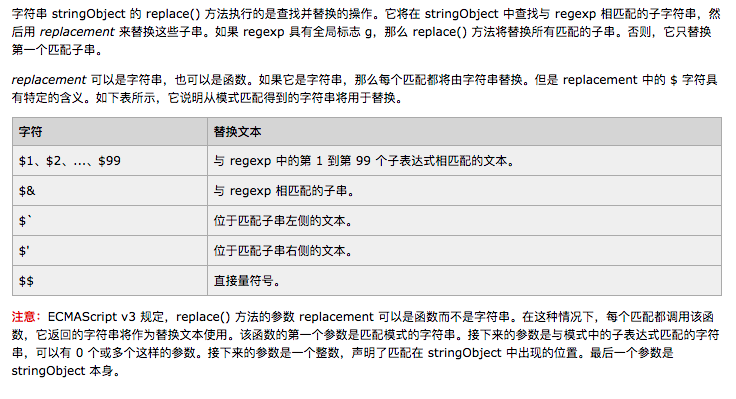 字符串 stringObject 的 replace() 方法执行的是查找并替换的操作。它将在 stringObject 中查找与 regexp 相匹配的子字符串，然
后用 replacement 来替换这些子串。如果 regexp 具有全局标志 g，那么 replace() 方法将替换所有匹配的子串。否则，它只替换
第一个匹配子串。
replacement 可以是字符串，也可以是函数。如果它是字符串，那么每个匹配都将由字符串替换。但是 replacement 中的 $ 字符具
有特定的含义。如下表所示，它说明从模式匹配得到的字符串将用于替换。
字符 替换文本
$1、$2、...、$99 与 regexp 中的第 1 到第 99 个子表达式相匹配的文本。
$& 与 regexp 相匹配的子串。
$` 位于匹配子串左侧的文本。
$' 位于匹配子串右侧的文本。
$$ 直接量符号。
注意：ECMAScript v3 规定，replace() 方法的参数 replacement 可以是函数而不是字符串。在这种情况下，每个匹配都调用该函
数，它返回的字符串将作为替换文本使用。该函数的第一个参数是匹配模式的字符串。接下来的参数是与模式中的子表达式匹配的字符
串，可以有 0 个或多个这样的参数。接下来的参数是一个整数，声明了匹配在 stringObject 中出现的位置。最后一个参数是
stringObject 本身。